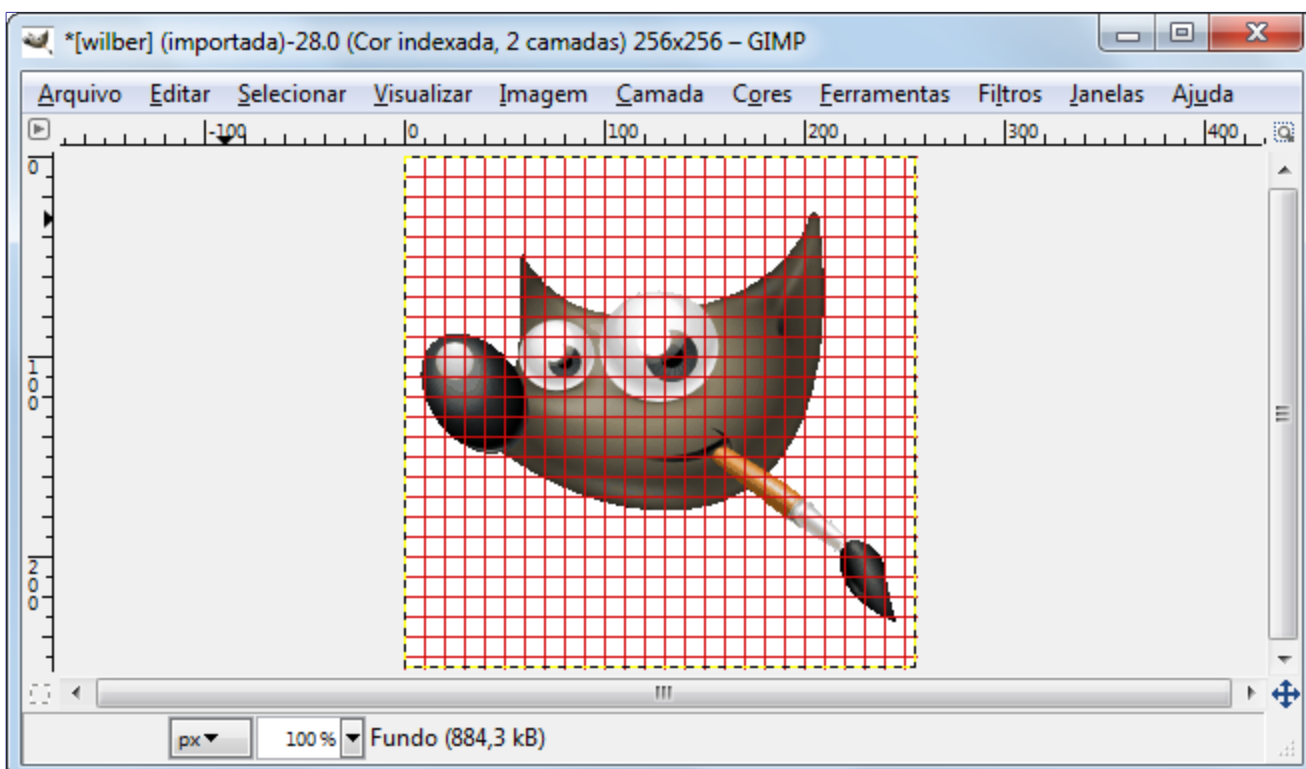 *[wilber] (importada)-28.0 (Cor indexada, 2 camadas) 256x256 – GIMP
Arquivo Editar Selecionar Visualizar Imagem Camada Cores Ferramentas Filtros Janelas Ajuda
-100 0 100 200 300 400
0
100
200
px 100 % Fundo (884,3 kB)